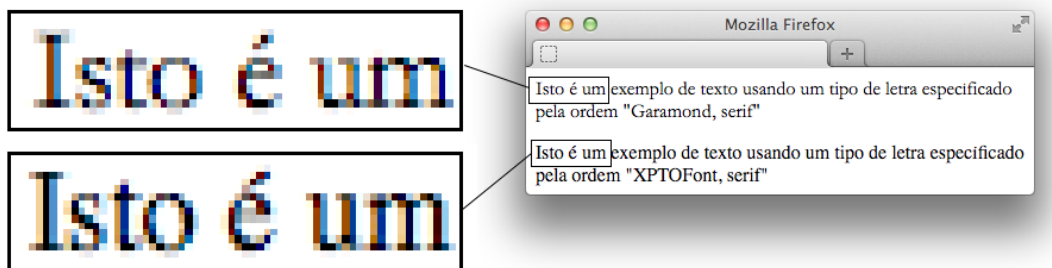 Isto é um
Isto é um
Mozilla Firefox
+
Isto é um exemplo de texto usando um tipo de letra especificado
pela ordem "Garamond, serif"
Isto é um exemplo de texto usando um tipo de letra especificado
pela ordem "XPTOFont, serif"